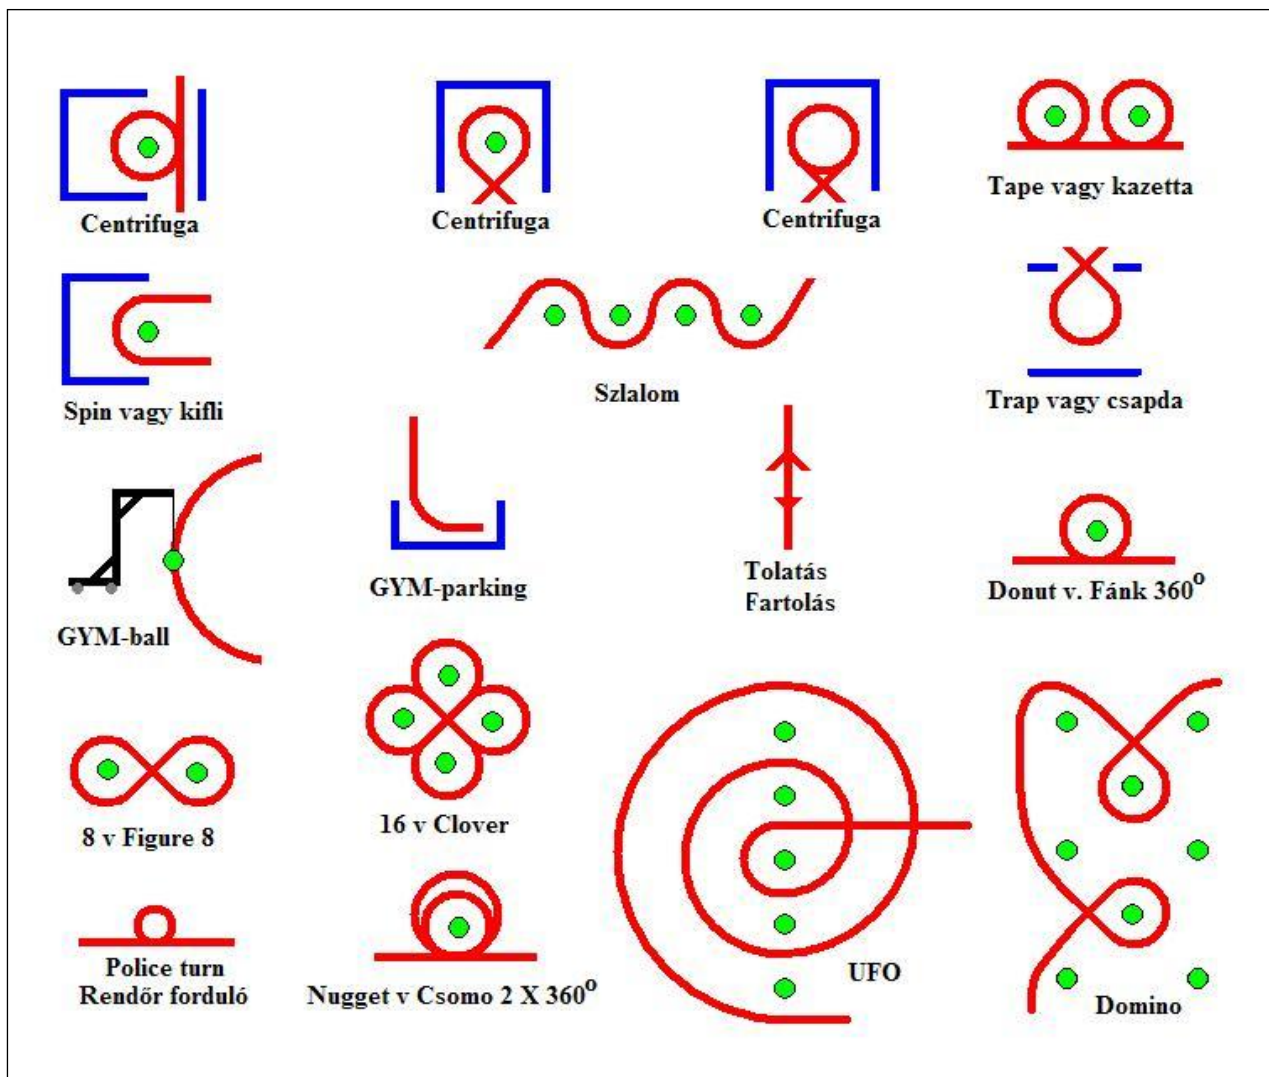 Centrifuga
Centrifuga
Centrifuga
Tape vagy kazetta
Spin vagy kifli
Szlalom
Trap vagy csapda
GYM-ball
GYM-parking
Tolatás
Fartolás
Donut v. Fánk 360°
8 v Figure 8
16 v Clover
UFO
Domino
Police turn
Rendőr forduló
Nugget v Csomo 2 X 360°